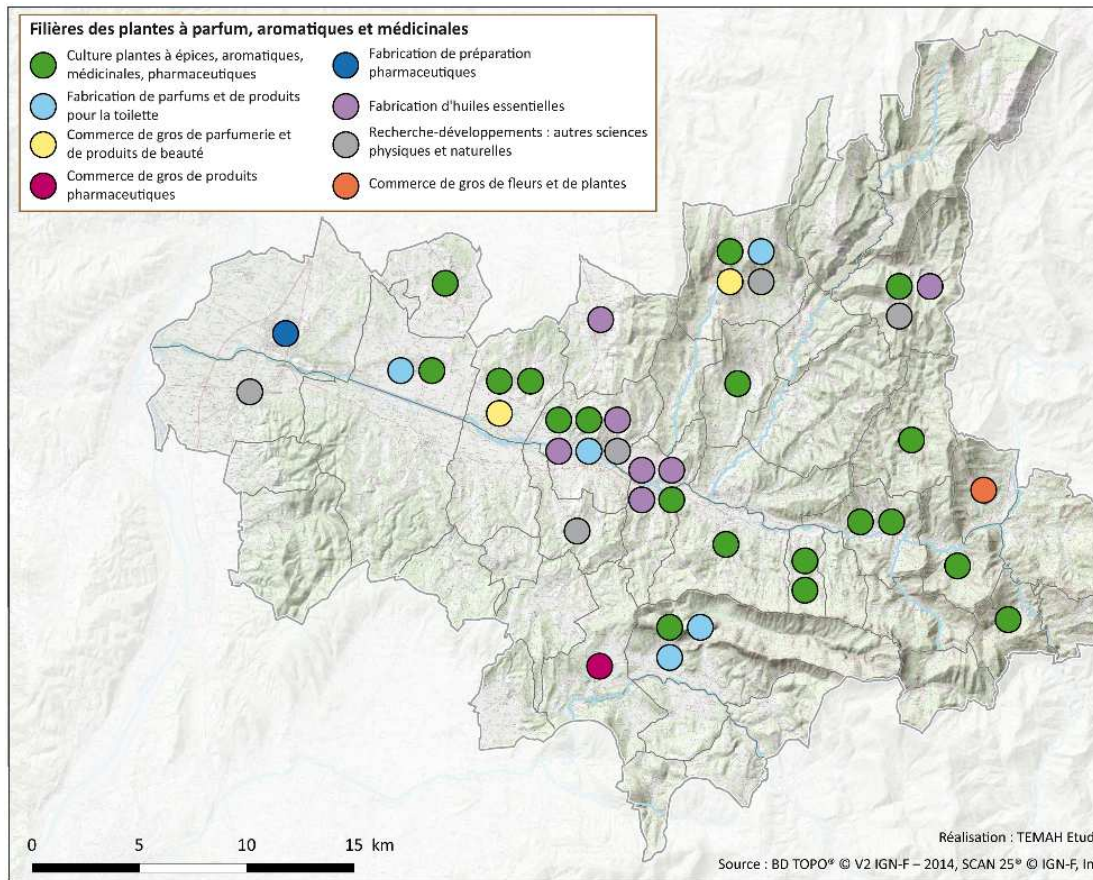 Filières des plantes à parfum, aromatiques et médicinales
Culture plantes à épices, aromatiques,
médicinales, pharmaceutiques
Fabrication de parfums et de produits
pour la toilette
Commerce de gros de parfumerie et
de produits de beauté
Commerce de gros de produits
pharmaceutiques
Fabrication de préparation
pharmaceutiques
Fabrication d'huiles essentielles
Recherche-développements : autres sciences
physiques et naturelles
Commerce de gros de fleurs et de plantes
0 5 10 15 km
Réalisation : TEMAH Etud
Source : BD TOPO® © V2 IGN-F – 2014, SCAN 25® © IGN-F, In